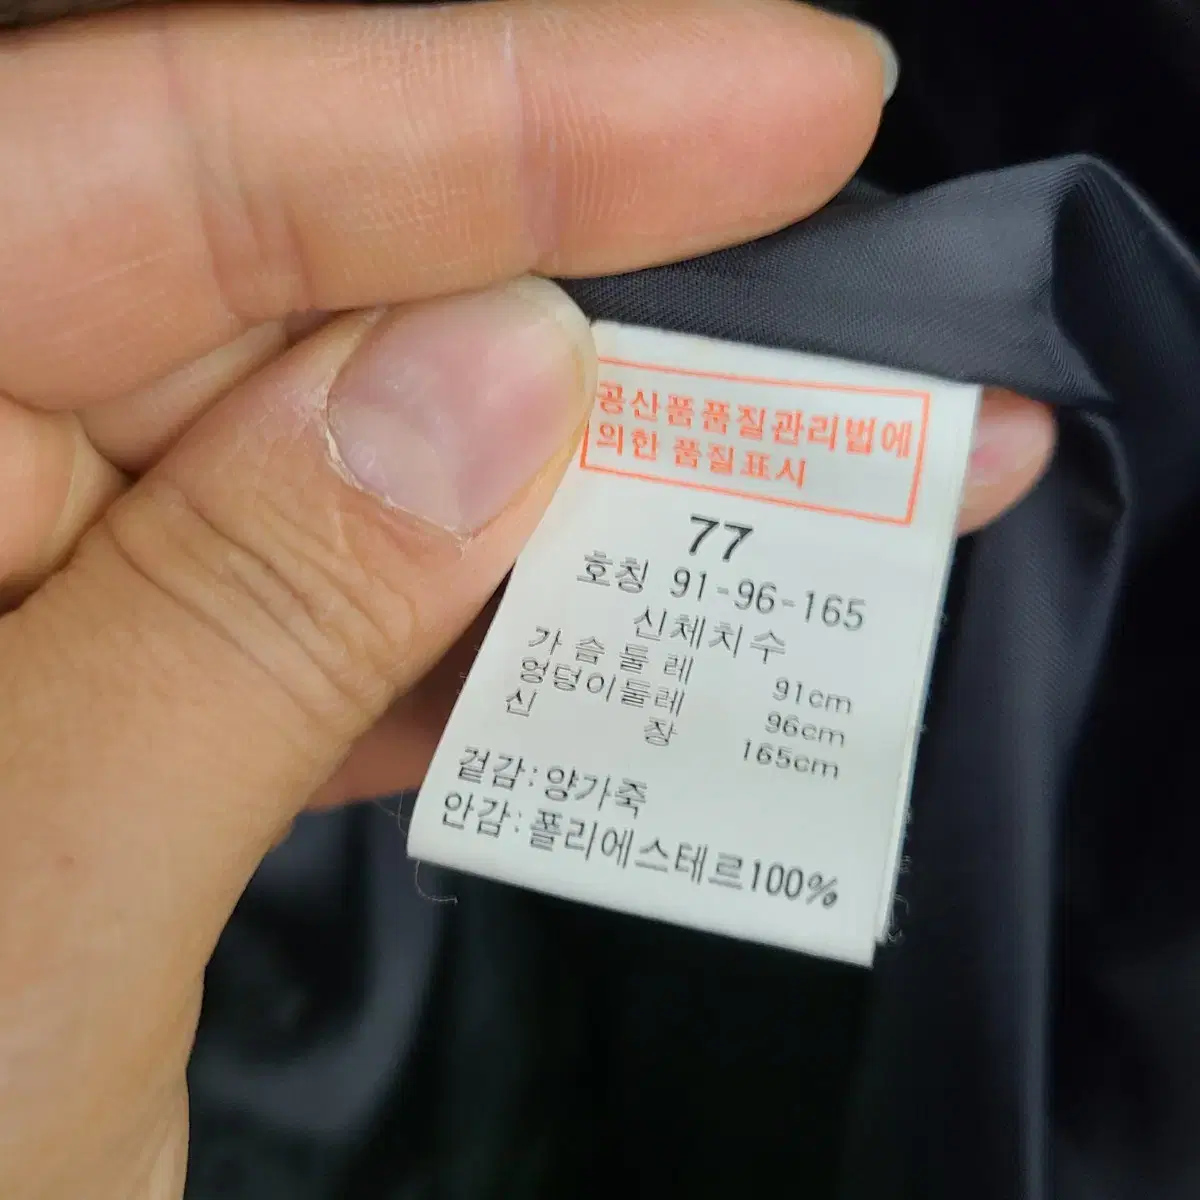 공산품품질관리법에
의한 품질표시
77
호칭 91-96-165
신체치수
가슴둘레 91cm
엉덩이둘레 96cm
신장 165cm
겉감:양가죽
안감:폴리에스테르100%